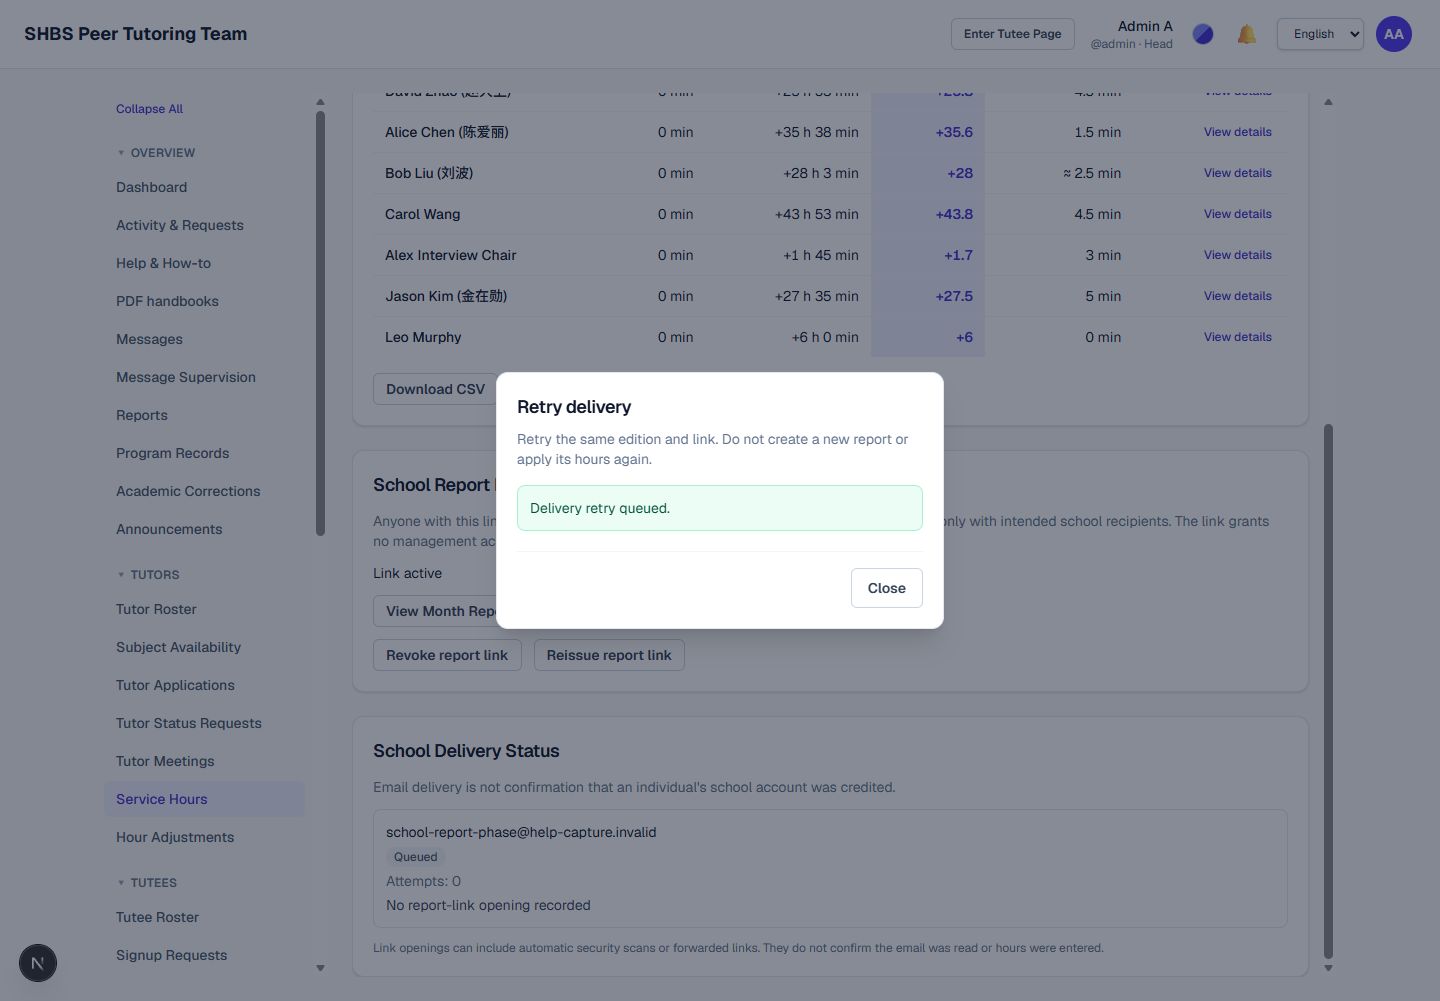 SHBS Peer Tutoring Team
Enter Tutee Page
Admin A
@admin · Head
English
AA
Collapse All
OVERVIEW
Dashboard
Activity & Requests
Help & How-to
PDF handbooks
Messages
Message Supervision
Reports
Program Records
Academic Corrections
Announcements
TUTORS
Tutor Roster
Subject Availability
Tutor Applications
Tutor Status Requests
Tutor Meetings
Service Hours
Hour Adjustments
TUTEES
Tutee Roster
Signup Requests
N
Alice Chen (陈爱丽) 0 min +35 h 38 min +35.6 1.5 min View details
Bob Liu (刘波) 0 min +28 h 3 min +28 ≈ 2.5 min View details
Carol Wang 0 min +43 h 53 min +43.8 4.5 min View details
Alex Interview Chair 0 min +1 h 45 min +1.7 3 min View details
Jason Kim (金在勋) 0 min +27 h 35 min +27.5 5 min View details
Leo Murphy 0 min +6 h 0 min +6 0 min View details
Download CSV
Retry delivery
Retry the same edition and link. Do not create a new report or
apply its hours again.
Delivery retry queued.
Close
School Report
Anyone with this only with intended school recipients. The link grants
no management
Link active
View Month
Revoke report link Reissue report link
School Delivery Status
Email delivery is not confirmation that an individual's school account was credited.
school-report-phase@help-capture.invalid
Queued
Attempts: 0
No report-link opening recorded
Link openings can include automatic security scans or forwarded links. They do not confirm the email was read or hours were entered.